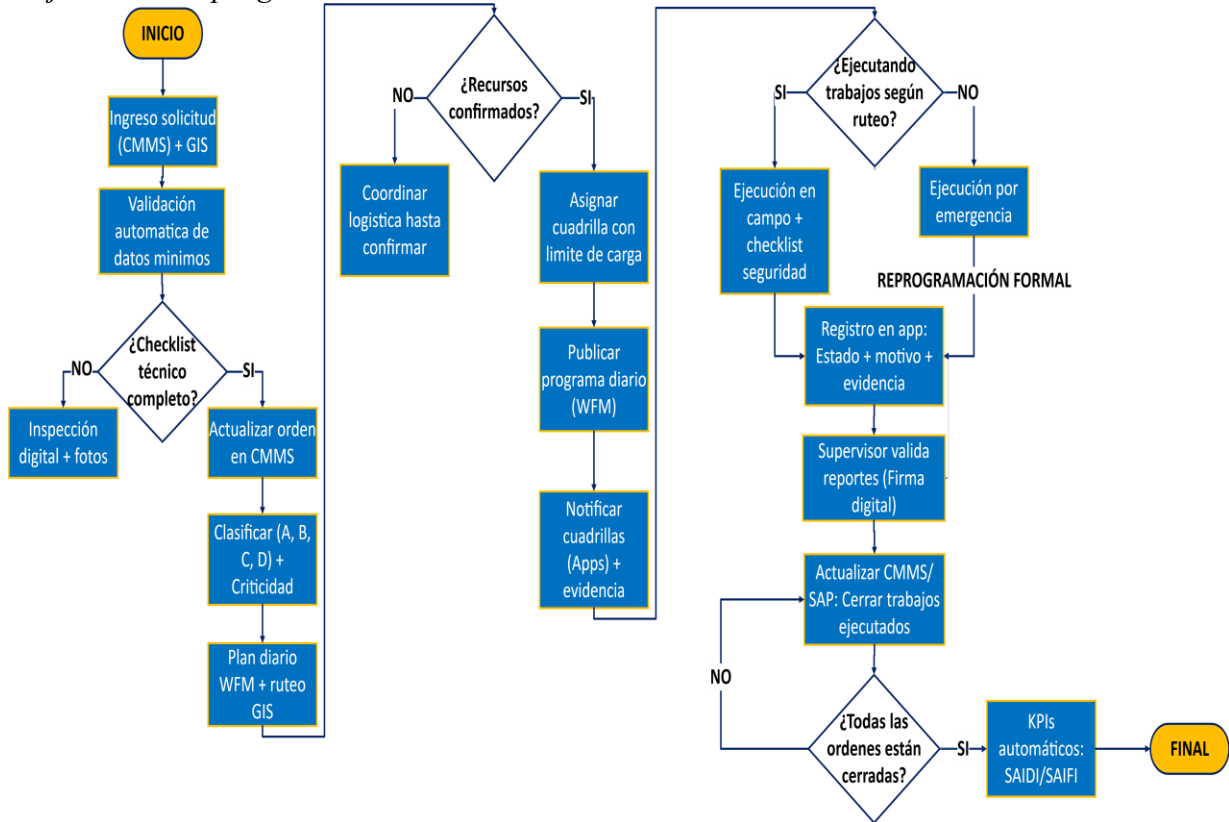 INICIO
Ingreso solicitud
(CMMS) + GIS
Validación
automatica de
datos minimos
¿Checklist
técnico
completo?
NO
SI
Inspección
digital + fotos
Actualizar orden
en CMMS
Clasificar (A, B,
C, D) +
Criticidad
Plan diario
WFM + ruteo
GIS
¿Recursos
confirmados?
NO
SI
Coordinar
logistica hasta
confirmar
Asignar
cuadrilla con
limite de carga
Publicar
programa diario
(WFM)
Notificar
cuadrillas
(Apps) +
evidencia
¿Ejecutando
trabajos según
ruteo?
SI
NO
Ejecución en
campo +
checklist
seguridad
Ejecución por
emergencia
REPROGRAMACIÓN FORMAL
Registro en app:
Estado + motivo +
evidencia
Supervisor valida
reportes (Firma
digital)
Actualizar CMMS/
SAP: Cerrar trabajos
ejecutados
NO
¿Todas las
ordenes están
cerradas?
SI
KPIs
automáticos:
SAIDI/SAIFI
FINAL